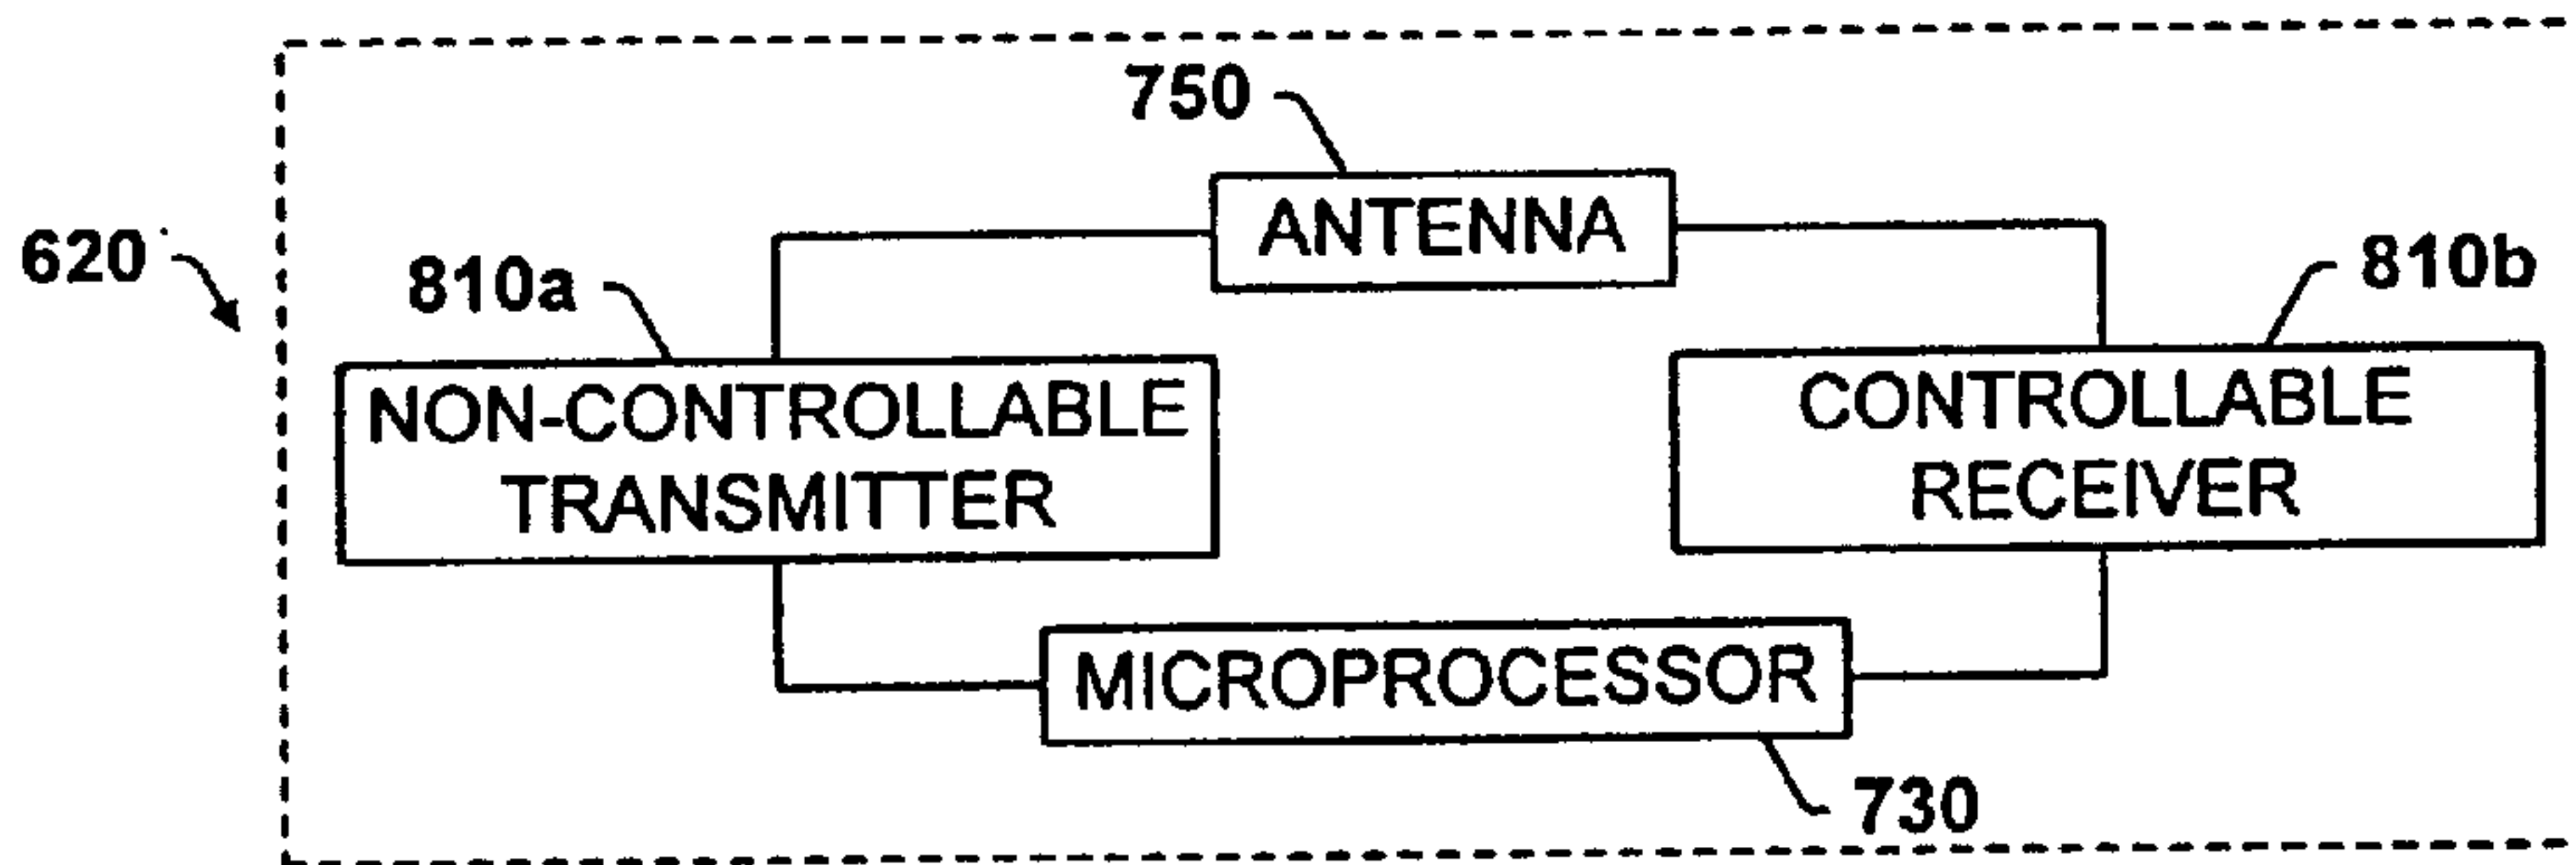 750
ANTENNA
620
810a
810b
NON-CONTROLLABLE
TRANSMITTER
CONTROLLABLE
RECEIVER
MICROPROCESSOR
730